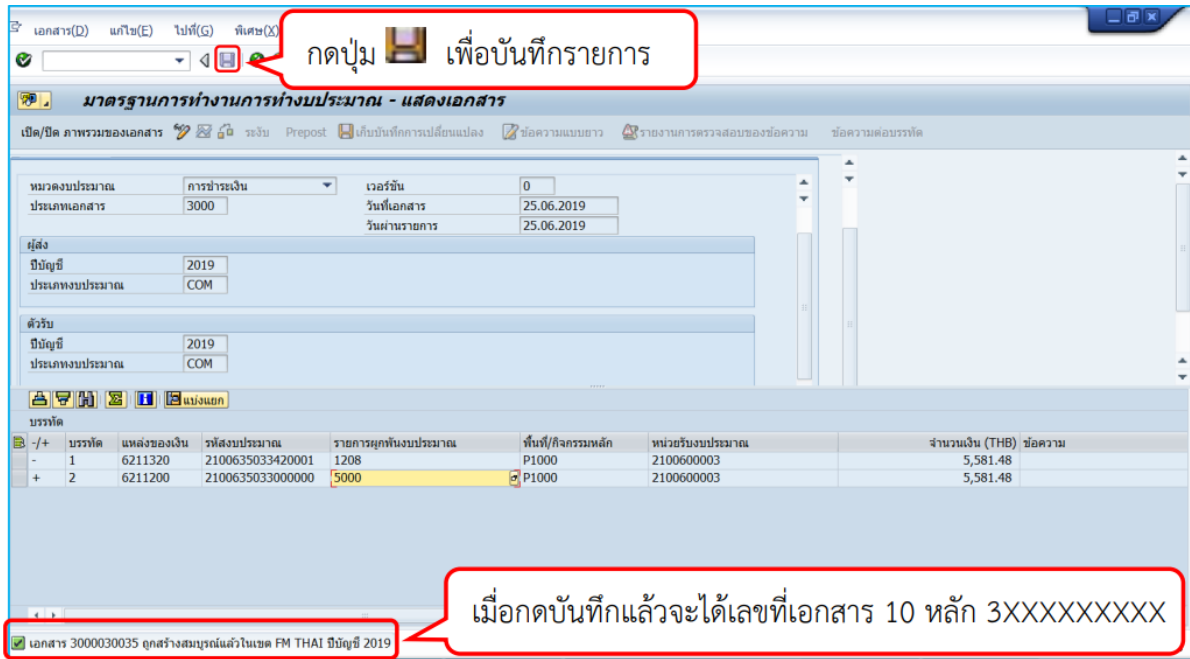 เอกสาร(D) แก้ไข(E) ไปที่(G) พิเศษ(X)
กดปุ่ม เพื่อบันทึกรายการ
มาตรฐานการทำงานการทำงบประมาณ - แสดงเอกสาร
เปิด/ปิด ภาพรวมของเอกสาร ระงับ Prepost เก็บบันทึกการเปลี่ยนแปลง ข้อความแบบยาว รายงานการตรวจสอบของข้อความ ข้อความต่อบรรทัด
หมวดงบประมาณ การชำระเงิน เวอร์ชัน 0
ประเภทเอกสาร 3000 วันที่เอกสาร 25.06.2019
วันผ่านรายการ 25.06.2019
ผู้ส่ง
ปีบัญชี 2019
ประเภทงบประมาณ COM
ตัวรับ
ปีบัญชี 2019
ประเภทงบประมาณ COM
แบ่งแยก
บรรทัด
-/+ บรรทัด แหล่งของเงิน รหัสงบประมาณ รายการผูกพันงบประมาณ พื้นที่/กิจกรรมหลัก หน่วยรับงบประมาณ จำนวนเงิน (THB) ข้อความ
- 1 6211320 2100635033420001 1208 P1000 2100600003 5,581.48
+ 2 6211200 2100635033000000 5000 P1000 2100600003 5,581.48
เมื่อกดบันทึกแล้วจะได้เลขที่เอกสาร 10 หลัก 3XXXXXXXXX
เอกสาร 3000030035 ถูกสร้างสมบูรณ์แล้วในเขต FM THAI ปีบัญชี 2019